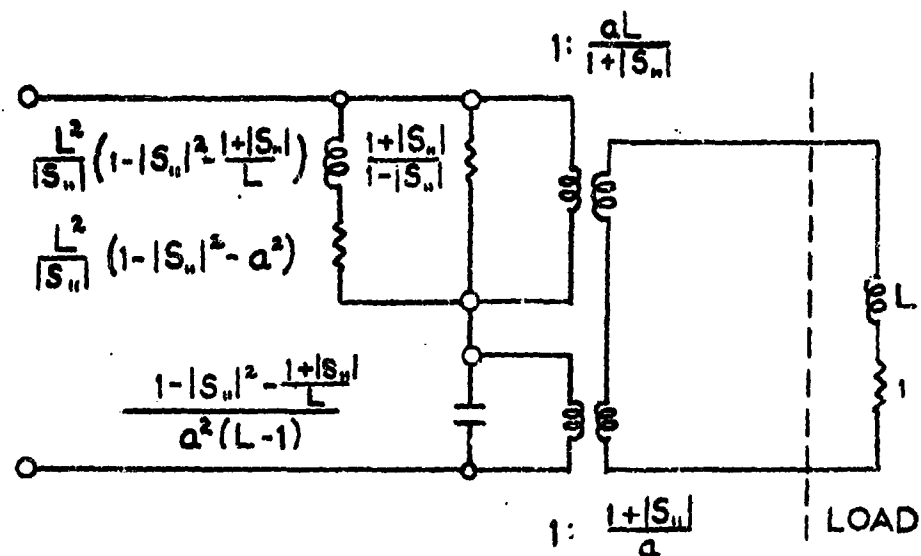 1: aL / 1+|S₁₁|
L² / |S₁₁| (1-|S₁₁|² - 1+|S₁₁| / L)
1+|S₁₁| / 1-|S₁₁|
L² / |S₁₁| (1-|S₁₁|² - a²)
L
1-|S₁₁|² - 1+|S₁₁| / L / a²(L-1)
1
1: 1+|S₁₁| / a
LOAD